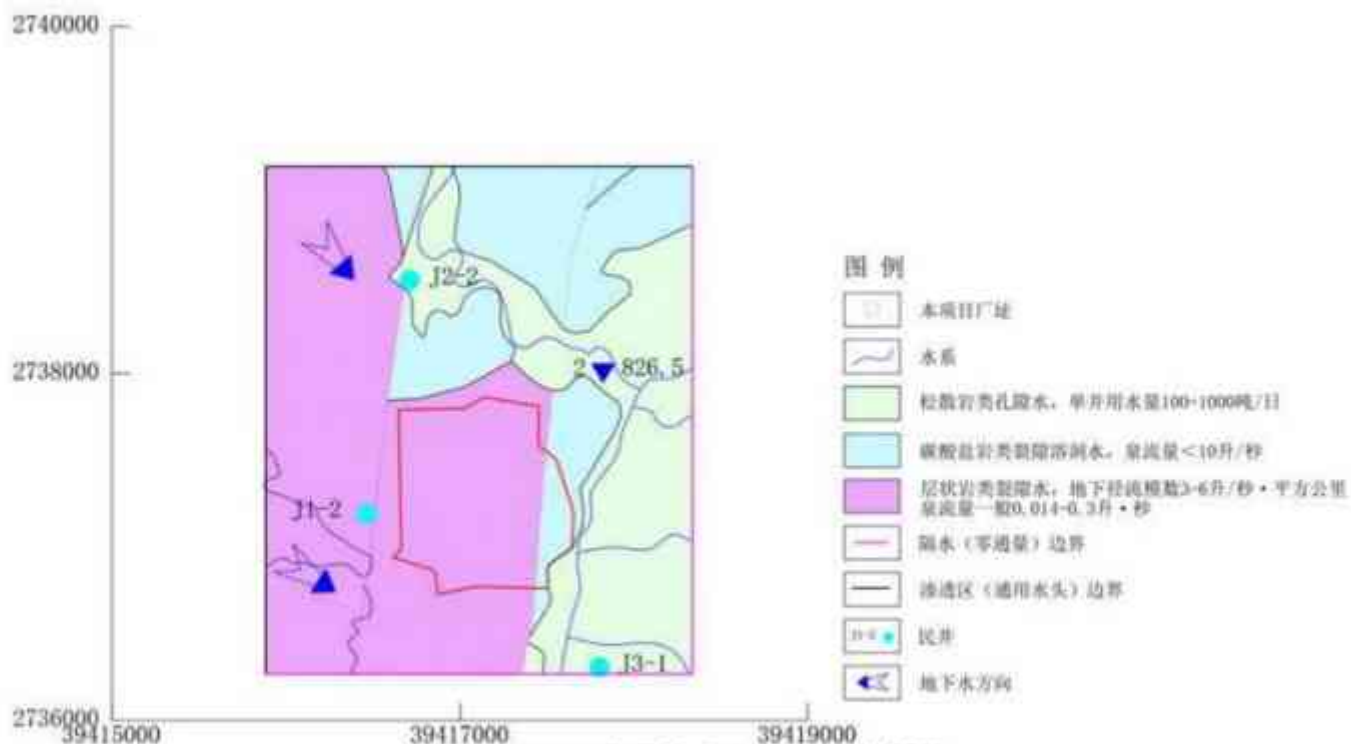 2740000
2738000
2736000
39415000
39417000
39419000
J2-2
2 826.5
J1-2
J3-1
图 例
本项目厂址
水系
松散岩类孔隙水，单井用水量100-1000吨/日
碳酸盐岩类裂隙溶洞水，泉流量＜10升/秒
层状岩类裂隙水，地下径流模数3-6升/秒·平方公里
泉流量一般0.014-0.3升·秒
隔水（零通量）边界
渗透区（通用水头）边界
民井
地下水方向